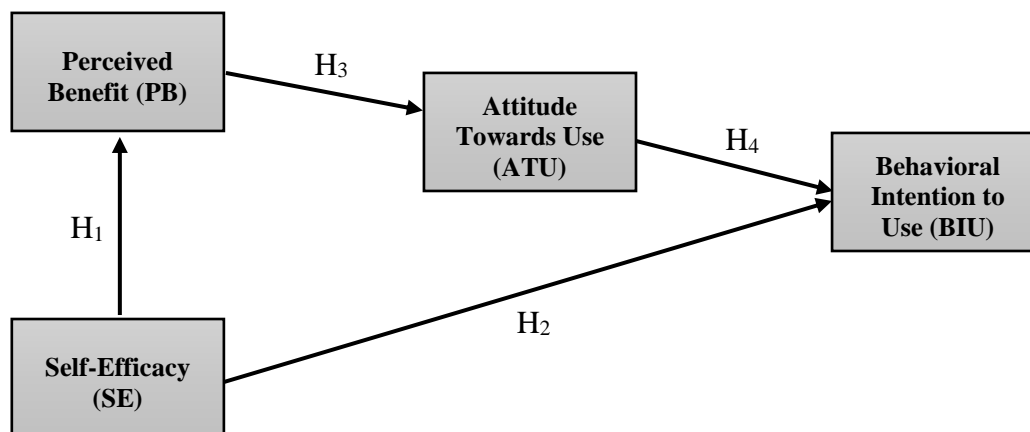 Perceived
Benefit (PB)
H3
Attitude
Towards Use
(ATU)
H4
Behavioral
Intention to
Use (BIU)
H1
H2
Self-Efficacy
(SE)